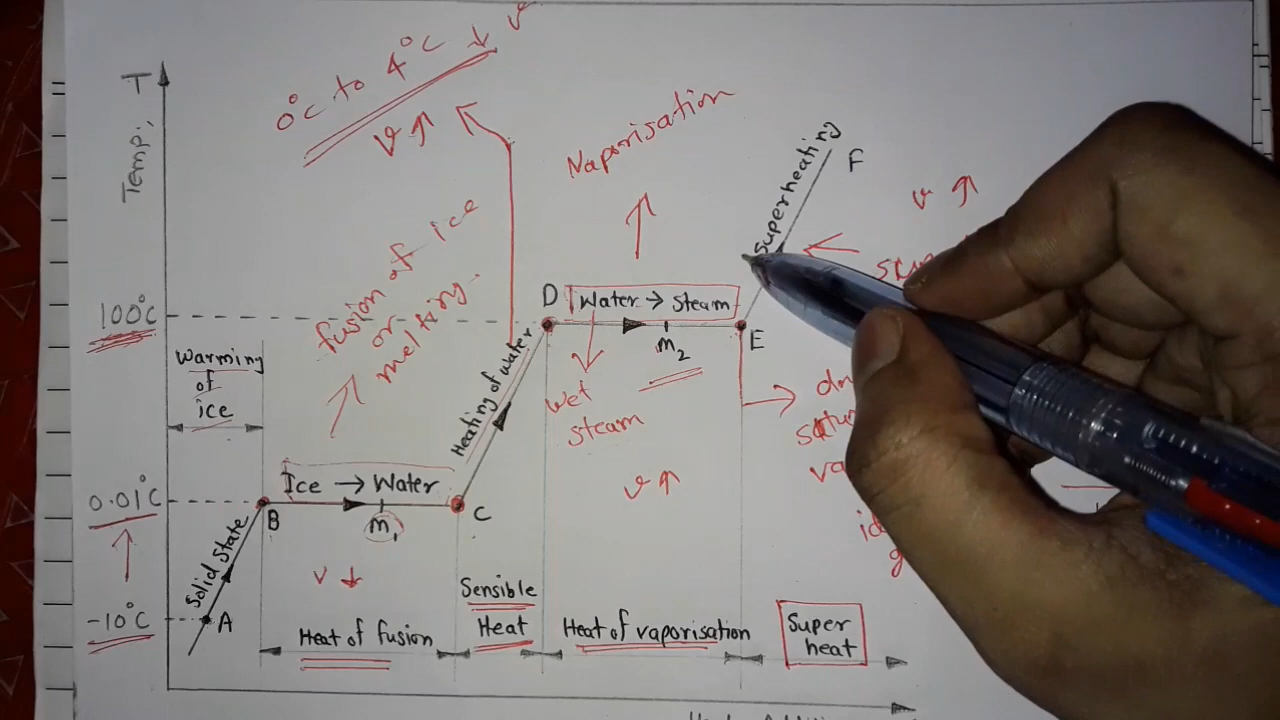 T
Temp.,
0°C to 4°C ↓ v
v ↑
Vaporisation
Superheating
F
v ↑
fusion of ice
or
melting.
100°C
D
Water → Steam
E
m2
Warming
of
ice
Heating of water
Wet
steam
v ↑
Ice → Water
0.01°C
B
m1
C
Solid State
v ↓
-10°C
A
Heat of fusion
Sensible
Heat
Heat of vaporisation
Super
heat